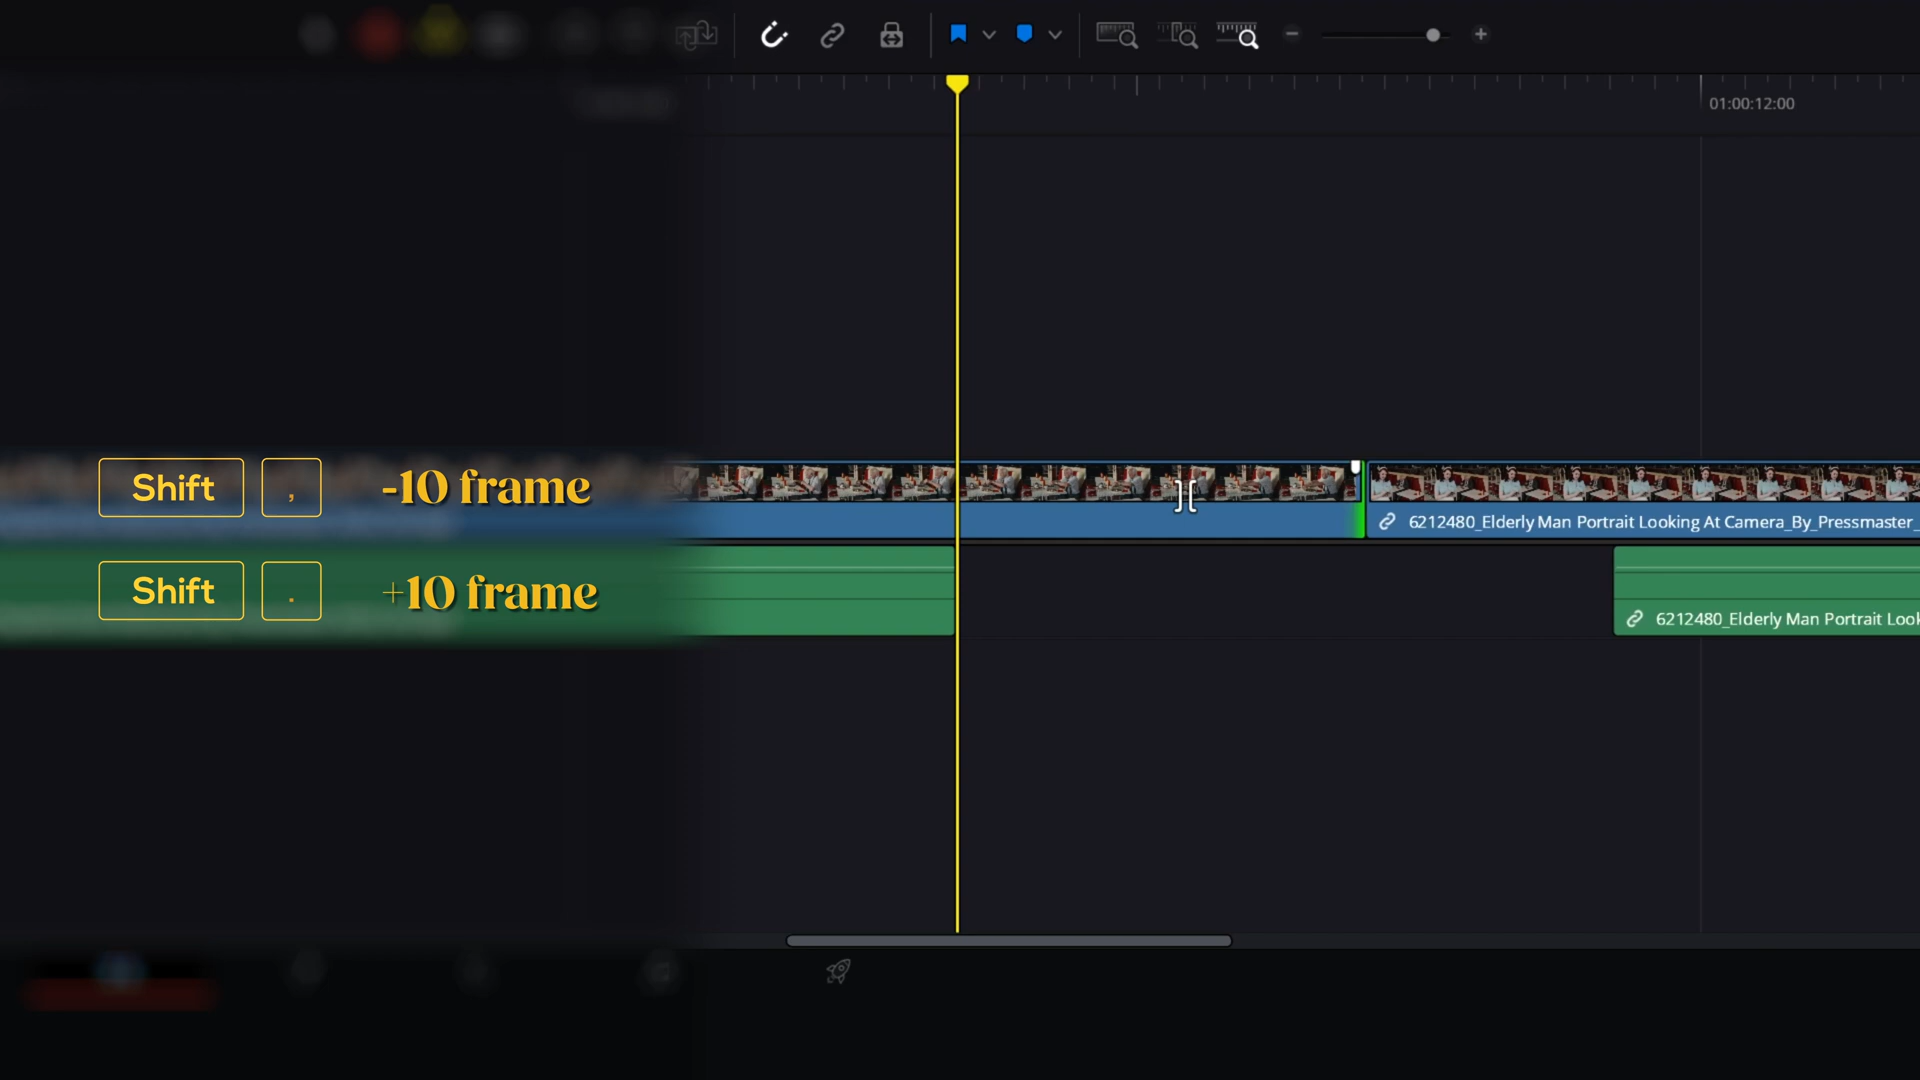 01:00:12:00
Shift , -10 frame
6212480_Elderly Man Portrait Looking At Camera_By_Pressmaster_
Shift . +10 frame
6212480_Elderly Man Portrait Look